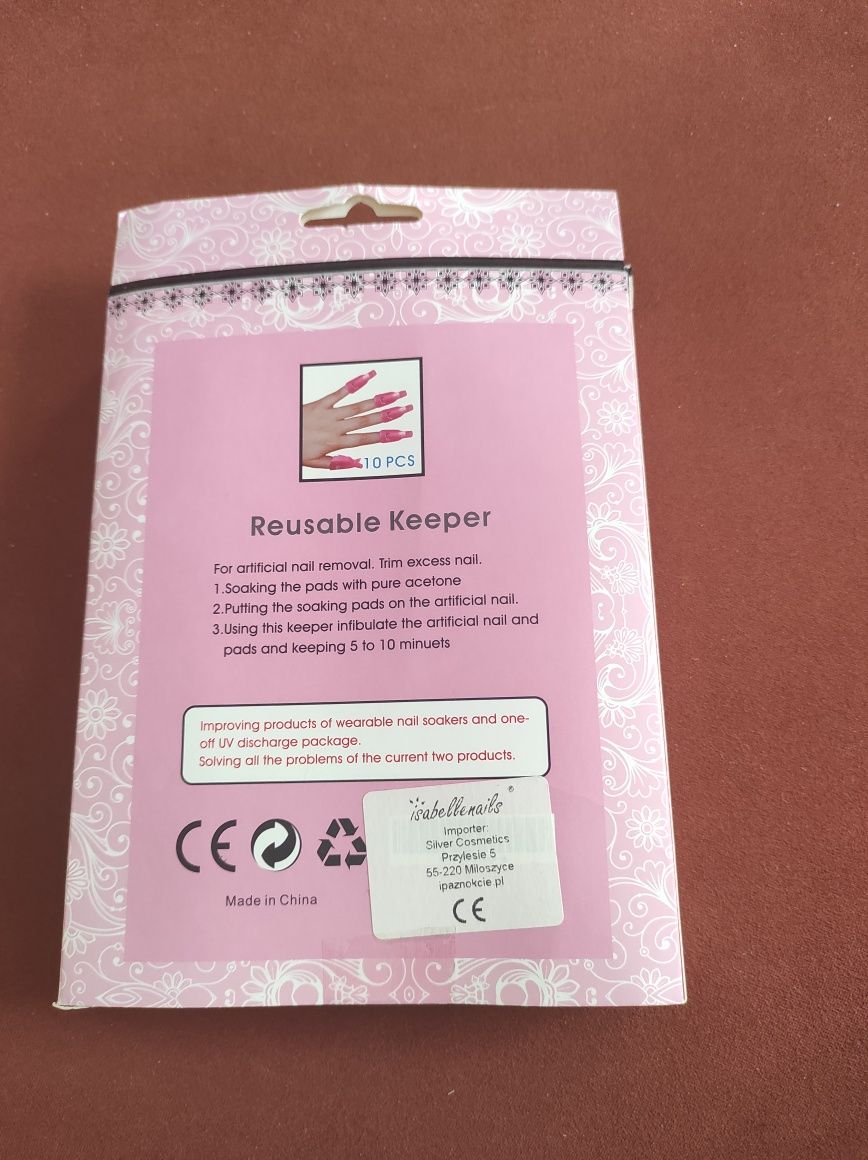 10 PCS
Reusable Keeper
For artificial nail removal. Trim excess nail.
1.Soaking the pads with pure acetone
2.Putting the soaking pads on the artificial nail.
3.Using this keeper infibulate the artificial nail and
pads and keeping 5 to 10 minuets
Improving products of wearable nail soakers and one-
off UV discharge package.
Solving all the problems of the current two products.
CE
Made in China
isabellenails®
Importer:
Silver Cosmetics
Przylesie 5
55-220 Miłoszyce
ipaznokcie.pl
CE